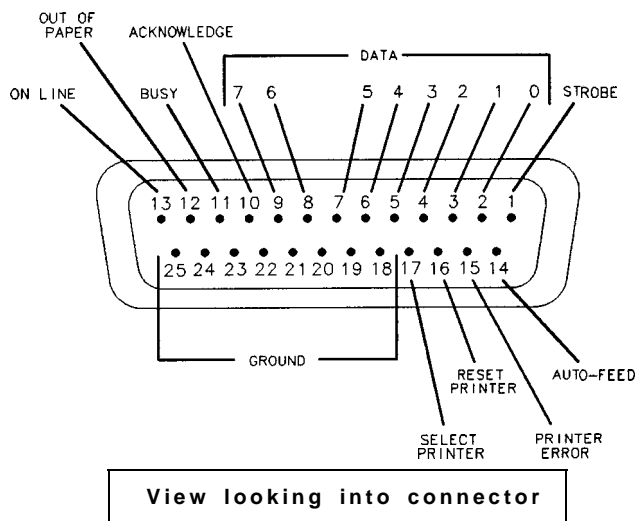 OUT OF
PAPER
ACKNOWLEDGE
DATA
ON LINE
BUSY
7 6 5 4 3 2 1 0
STROBE
13 12 11 10 9 8 7 6 5 4 3 2 1
25 24 23 22 21 20 19 18 17 16 15 14
GROUND
RESET
PRINTER
AUTO-FEED
SELECT
PRINTER
PRINTER
ERROR
View looking into connector